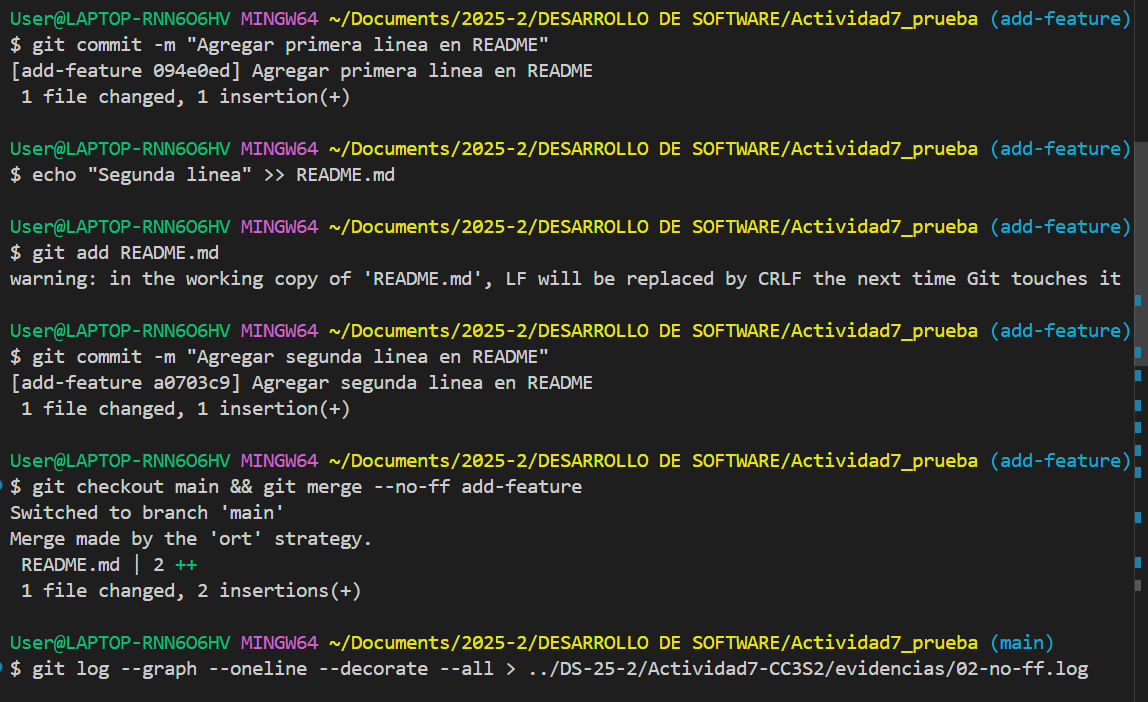 User@LAPTOP-RNN6O6HV MINGW64 ~/Documents/2025-2/DESARROLLO DE SOFTWARE/Actividad7_prueba (add-feature)
$ git commit -m "Agregar primera linea en README"
[add-feature 094e0ed] Agregar primera linea en README
 1 file changed, 1 insertion(+)

User@LAPTOP-RNN6O6HV MINGW64 ~/Documents/2025-2/DESARROLLO DE SOFTWARE/Actividad7_prueba (add-feature)
$ echo "Segunda linea" >> README.md

User@LAPTOP-RNN6O6HV MINGW64 ~/Documents/2025-2/DESARROLLO DE SOFTWARE/Actividad7_prueba (add-feature)
$ git add README.md
warning: in the working copy of 'README.md', LF will be replaced by CRLF the next time Git touches it

User@LAPTOP-RNN6O6HV MINGW64 ~/Documents/2025-2/DESARROLLO DE SOFTWARE/Actividad7_prueba (add-feature)
$ git commit -m "Agregar segunda linea en README"
[add-feature a0703c9] Agregar segunda linea en README
 1 file changed, 1 insertion(+)

User@LAPTOP-RNN6O6HV MINGW64 ~/Documents/2025-2/DESARROLLO DE SOFTWARE/Actividad7_prueba (add-feature)
$ git checkout main && git merge --no-ff add-feature
Switched to branch 'main'
Merge made by the 'ort' strategy.
 README.md | 2 ++
 1 file changed, 2 insertions(+)

User@LAPTOP-RNN6O6HV MINGW64 ~/Documents/2025-2/DESARROLLO DE SOFTWARE/Actividad7_prueba (main)
$ git log --graph --oneline --decorate --all > ../DS-25-2/Actividad7-CC3S2/evidencias/02-no-ff.log